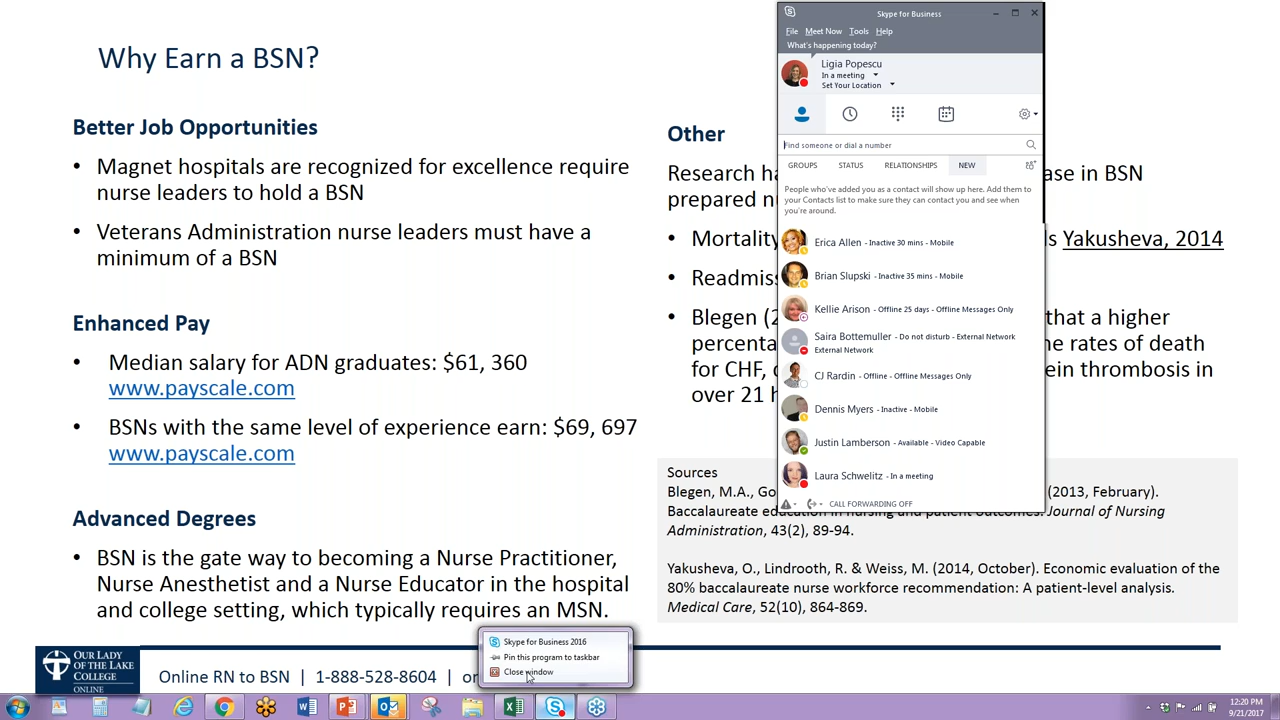 Why Earn a BSN?
Better Job Opportunities
• Magnet hospitals are recognized for excellence require
nurse leaders to hold a BSN
• Veterans Administration nurse leaders must have a
minimum of a BSN
Enhanced Pay
• Median salary for ADN graduates: $61, 360
www.payscale.com
• BSNs with the same level of experience earn: $69, 697
www.payscale.com
Advanced Degrees
• BSN is the gate way to becoming a Nurse Practitioner,
Nurse Anesthetist and a Nurse Educator in the hospital
and college setting, which typically requires an MSN.
Other
Research ase in BSN
prepared
• Mortality Yakusheva, 2014
•
• Blegen that a higher
rates of death
for CHF, thrombosis in
over 21
Sources
Blegen, M.A., (2013, February).
Baccalaureate education in nursing and patient outcomes. Journal of Nursing
Administration, 43(2), 89-94.
Yakusheva, O., Lindrooth, R. & Weiss, M. (2014, October). Economic evaluation of the
80% baccalaureate nurse workforce recommendation: A patient-level analysis.
Medical Care, 52(10), 864-869.
Skype for Business
File Meet Now Tools Help
What's happening today?
Ligia Popescu
In a meeting
Set Your Location
Find someone or dial a number
GROUPS STATUS RELATIONSHIPS NEW
People who've added you as a contact will show up here. Add them to
your Contacts list to make sure they can contact you and see when
you're around.
Erica Allen - Inactive 30 mins - Mobile
Brian Slupski - Inactive 35 mins - Mobile
Kellie Arison - Offline 25 days - Offline Messages Only
Saira Bottemuller - Do not disturb - External Network
External Network
CJ Rardin - Offline - Offline Messages Only
Dennis Myers - Inactive - Mobile
Justin Lamberson - Available - Video Capable
Laura Schwelitz - In a meeting
CALL FORWARDING OFF
OUR LADY
OF THE LAKE
COLLEGE
ONLINE
Online RN to BSN | 1-888-528-8604 |
Skype for Business 2016
Pin this program to taskbar
Close window
12:20 PM
9/21/2017